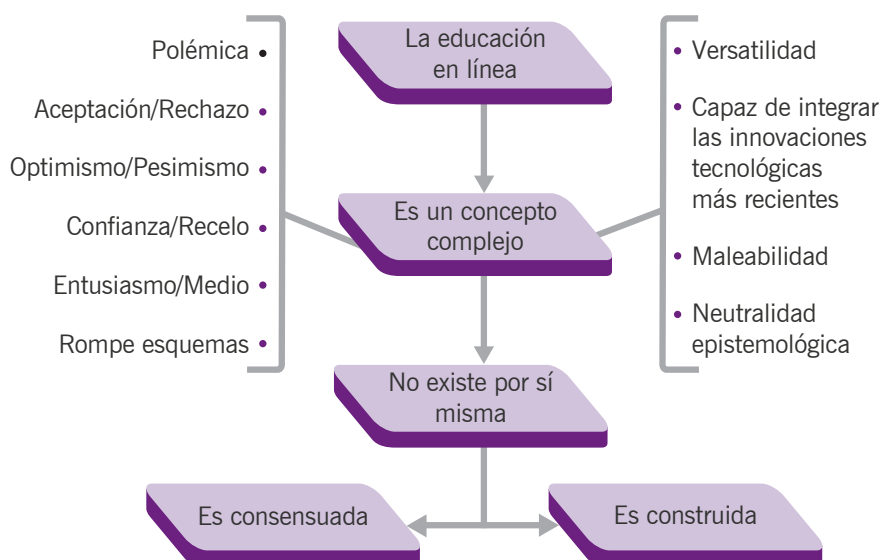 Polémica •
Aceptación/Rechazo •
Optimismo/Pesimismo •
Confianza/Recelo •
Entusiasmo/Medio •
Rompe esquemas •
La educación
en línea
Es un concepto
complejo
No existe por sí
misma
Es consensuada
Es construida
• Versatilidad
• Capaz de integrar
las innovaciones
tecnológicas
más recientes
• Maleabilidad
• Neutralidad
epistemológica